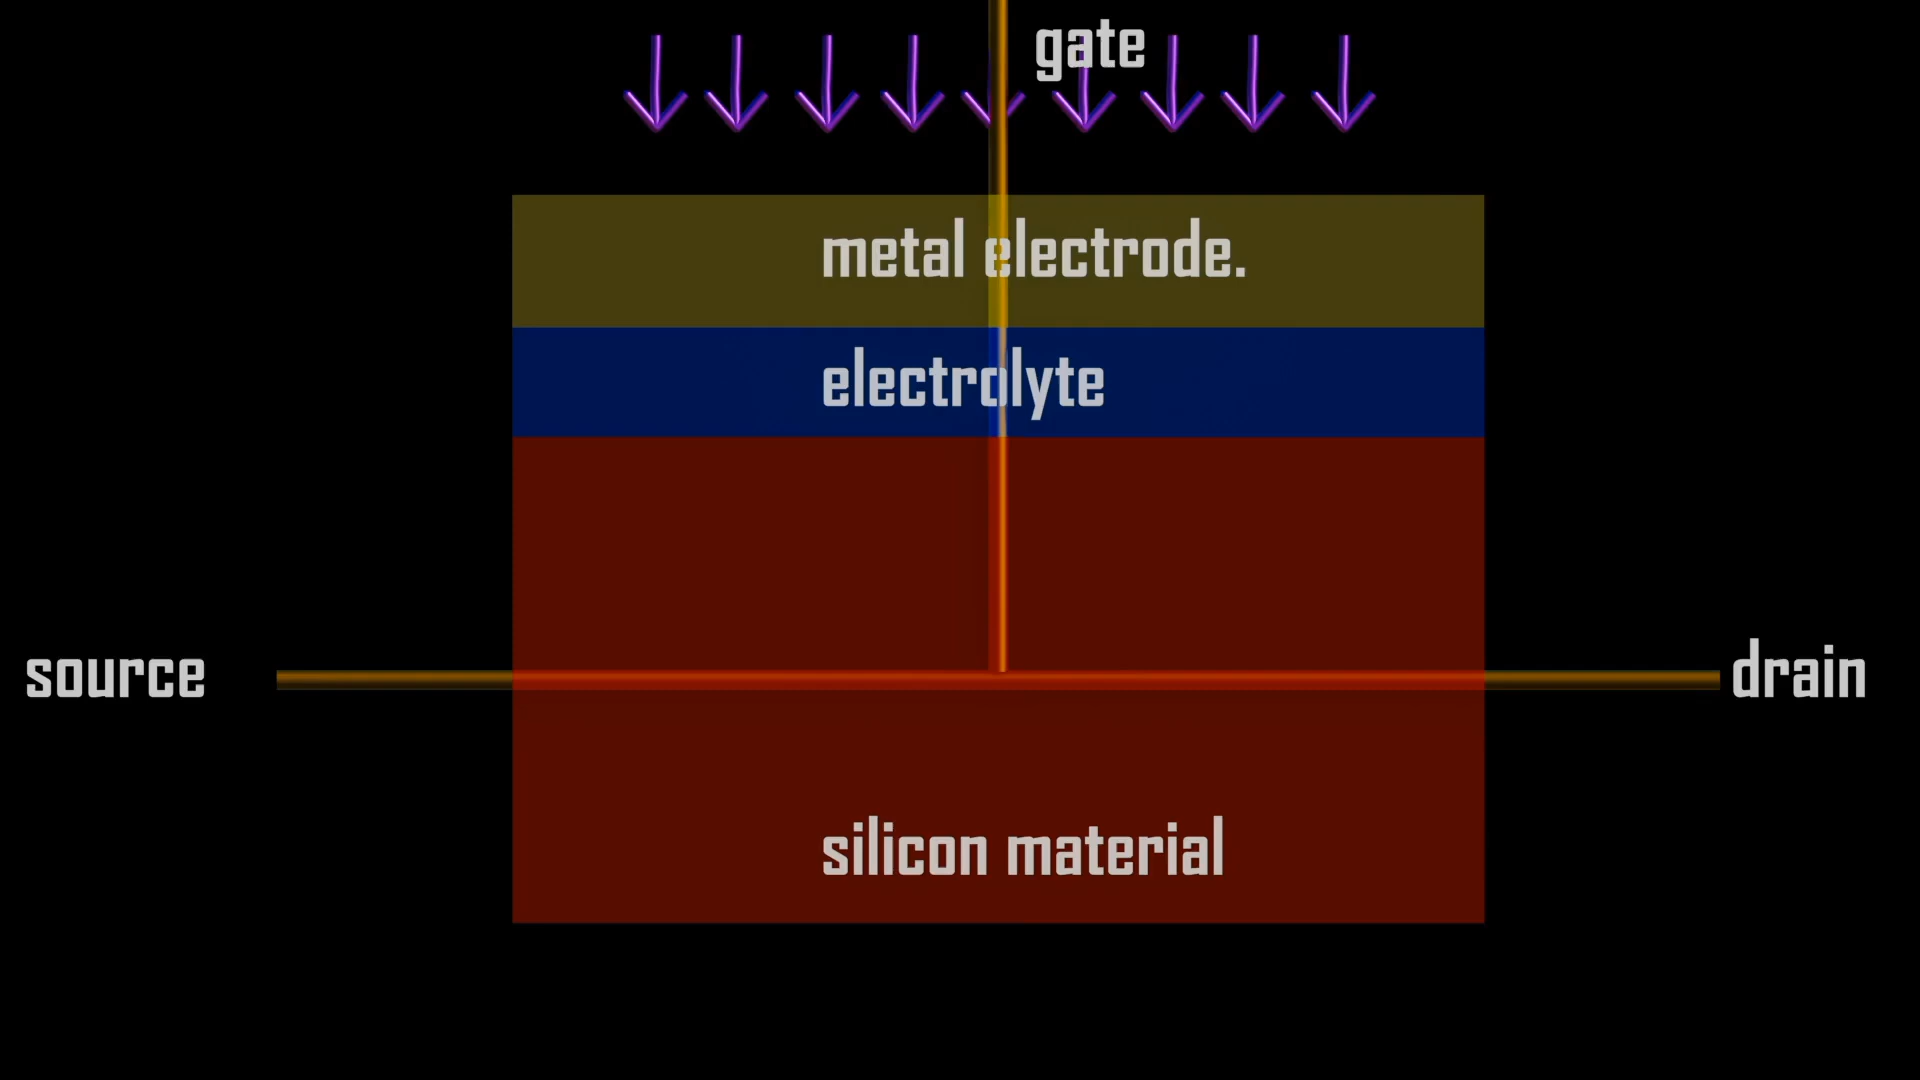 gate
metal electrode.
electrolyte
source
drain
silicon material